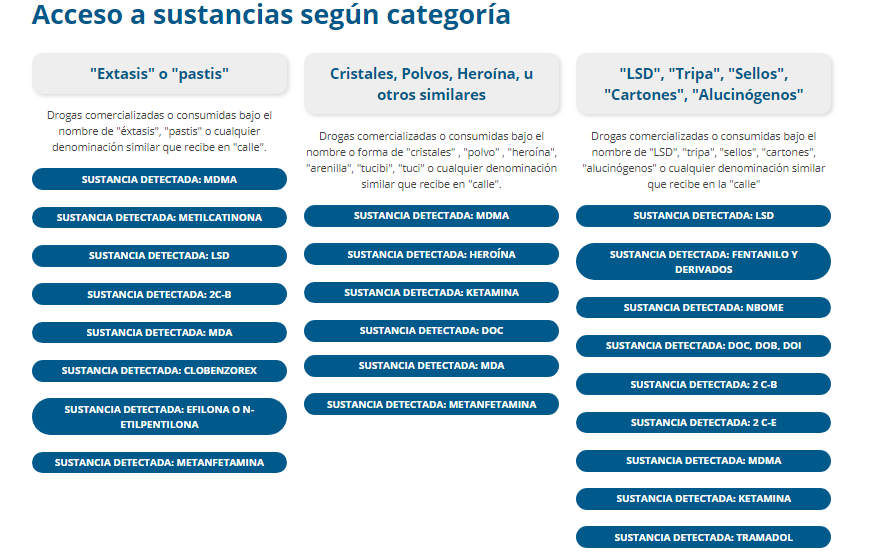 Acceso a sustancias según categoría
"Extasis" o "pastis"
Drogas comercializadas o consumidas bajo el
nombre de "éxtasis", "pastis" o cualquier
denominación similar que recibe en "calle".
SUSTANCIA DETECTADA: MDMA
SUSTANCIA DETECTADA: METILCATINONA
SUSTANCIA DETECTADA: LSD
SUSTANCIA DETECTADA: 2C-B
SUSTANCIA DETECTADA: MDA
SUSTANCIA DETECTADA: CLOBENZOREX
SUSTANCIA DETECTADA: EFILONA O N-
ETILPENTILONA
SUSTANCIA DETECTADA: METANFETAMINA
Cristales, Polvos, Heroína, u
otros similares
Drogas comercializadas o consumidas bajo el
nombre o forma de "cristales" , "polvo" , "heroína",
"arenilla", "tucibi", "tuci" o cualquier denominación
similar que recibe en "calle".
SUSTANCIA DETECTADA: MDMA
SUSTANCIA DETECTADA: HEROÍNA
SUSTANCIA DETECTADA: KETAMINA
SUSTANCIA DETECTADA: DOC
SUSTANCIA DETECTADA: MDA
SUSTANCIA DETECTADA: METANFETAMINA
"LSD", "Tripa", "Sellos",
"Cartones", "Alucinógenos"
Drogas comercializadas o consumidas bajo el
nombre de "LSD", "tripa", "sellos", "cartones",
"alucinógenos" o cualquier denominación similar
que recibe en la "calle"
SUSTANCIA DETECTADA: LSD
SUSTANCIA DETECTADA: FENTANILO Y
DERIVADOS
SUSTANCIA DETECTADA: NBOME
SUSTANCIA DETECTADA: DOC, DOB, DOI
SUSTANCIA DETECTADA: 2 C-B
SUSTANCIA DETECTADA: 2 C-E
SUSTANCIA DETECTADA: MDMA
SUSTANCIA DETECTADA: KETAMINA
SUSTANCIA DETECTADA: TRAMADOL